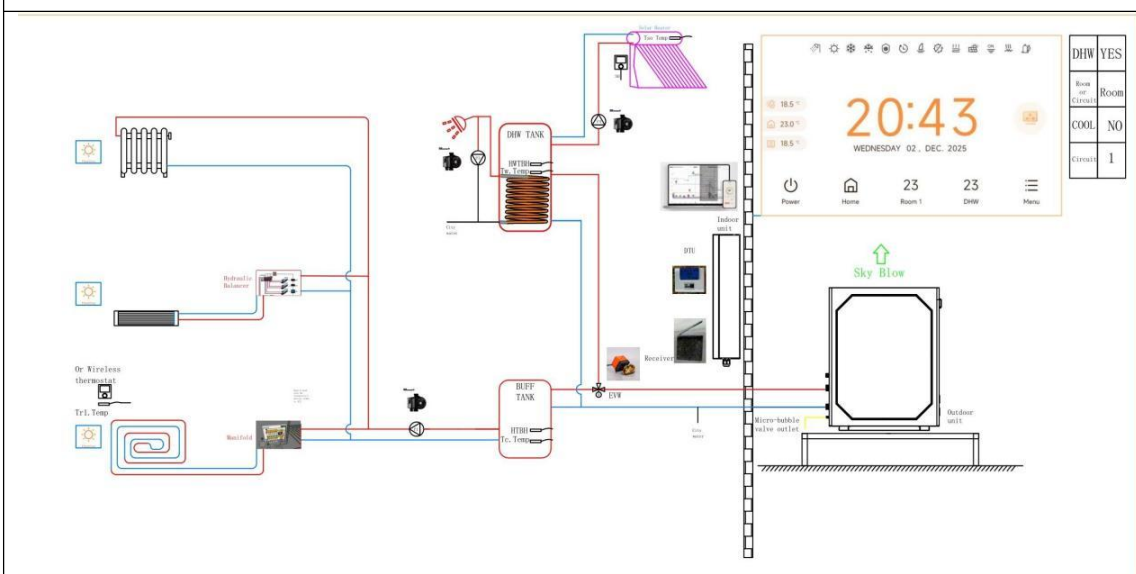 Solar Heater
Tso Temp
DHW TANK
HWTBH
Tw.Temp
Indoor
unit
DTU
Hydraulic
Balancer
Receiver
EVW
Or Wireless
thermostat
Tr1.Temp
Manifold
BUFF
TANK
HTBH
Tc.Temp
Micro-bubble
valve outlet
Outdoor
unit
Sky Blow
18.5 °C
23.0 °C
18.5 °C
20:43
WEDNESDAY 02 , DEC. 2025
Power
Home
23
Room 1
23
DHW
Menu
DHW YES
Room
or
Circuit
Room
COOL NO
Circuit 1